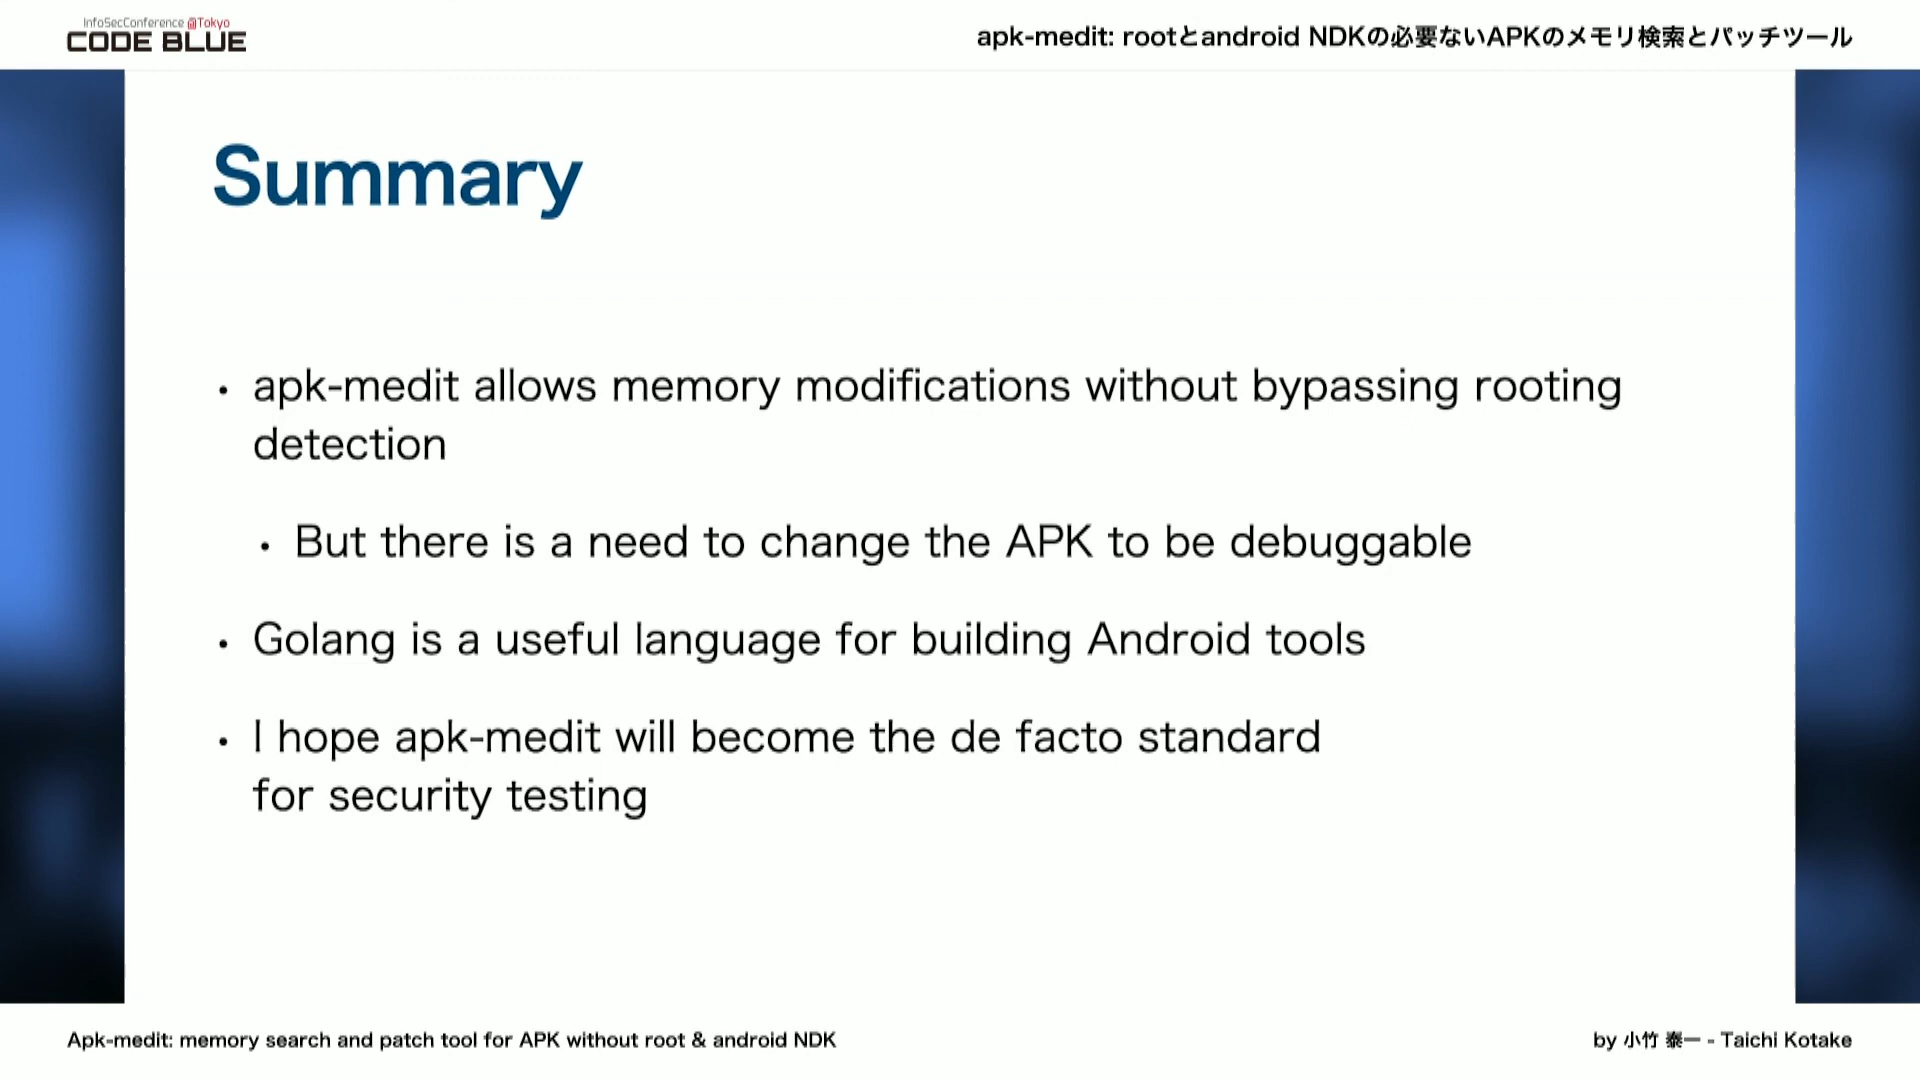 InfoSecConference @Tokyo
CODE BLUE
apk-medit: rootとandroid NDKの必要ないAPKのメモリ検索とパッチツール
Summary
• apk-medit allows memory modifications without bypassing rooting
detection
• But there is a need to change the APK to be debuggable
• Golang is a useful language for building Android tools
• I hope apk-medit will become the de facto standard
for security testing
Apk-medit: memory search and patch tool for APK without root & android NDK
by 小竹 泰一 - Taichi Kotake